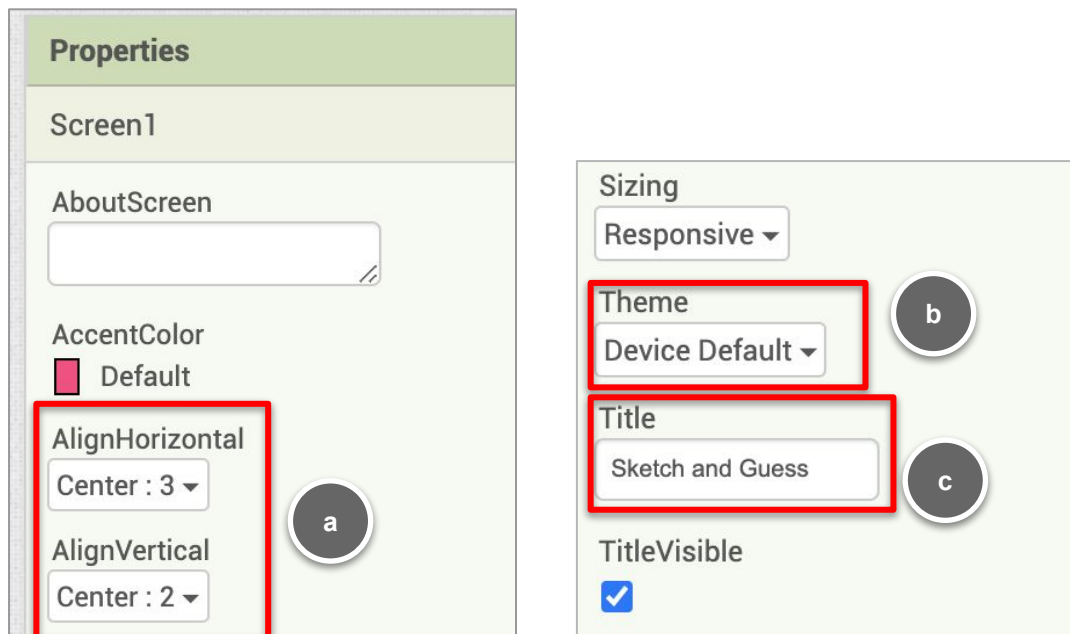 Properties
Screen1
AboutScreen
AccentColor
Default
AlignHorizontal
Center : 3
AlignVertical
Center : 2
a
Sizing
Responsive
Theme
Device Default
b
Title
Sketch and Guess
c
TitleVisible